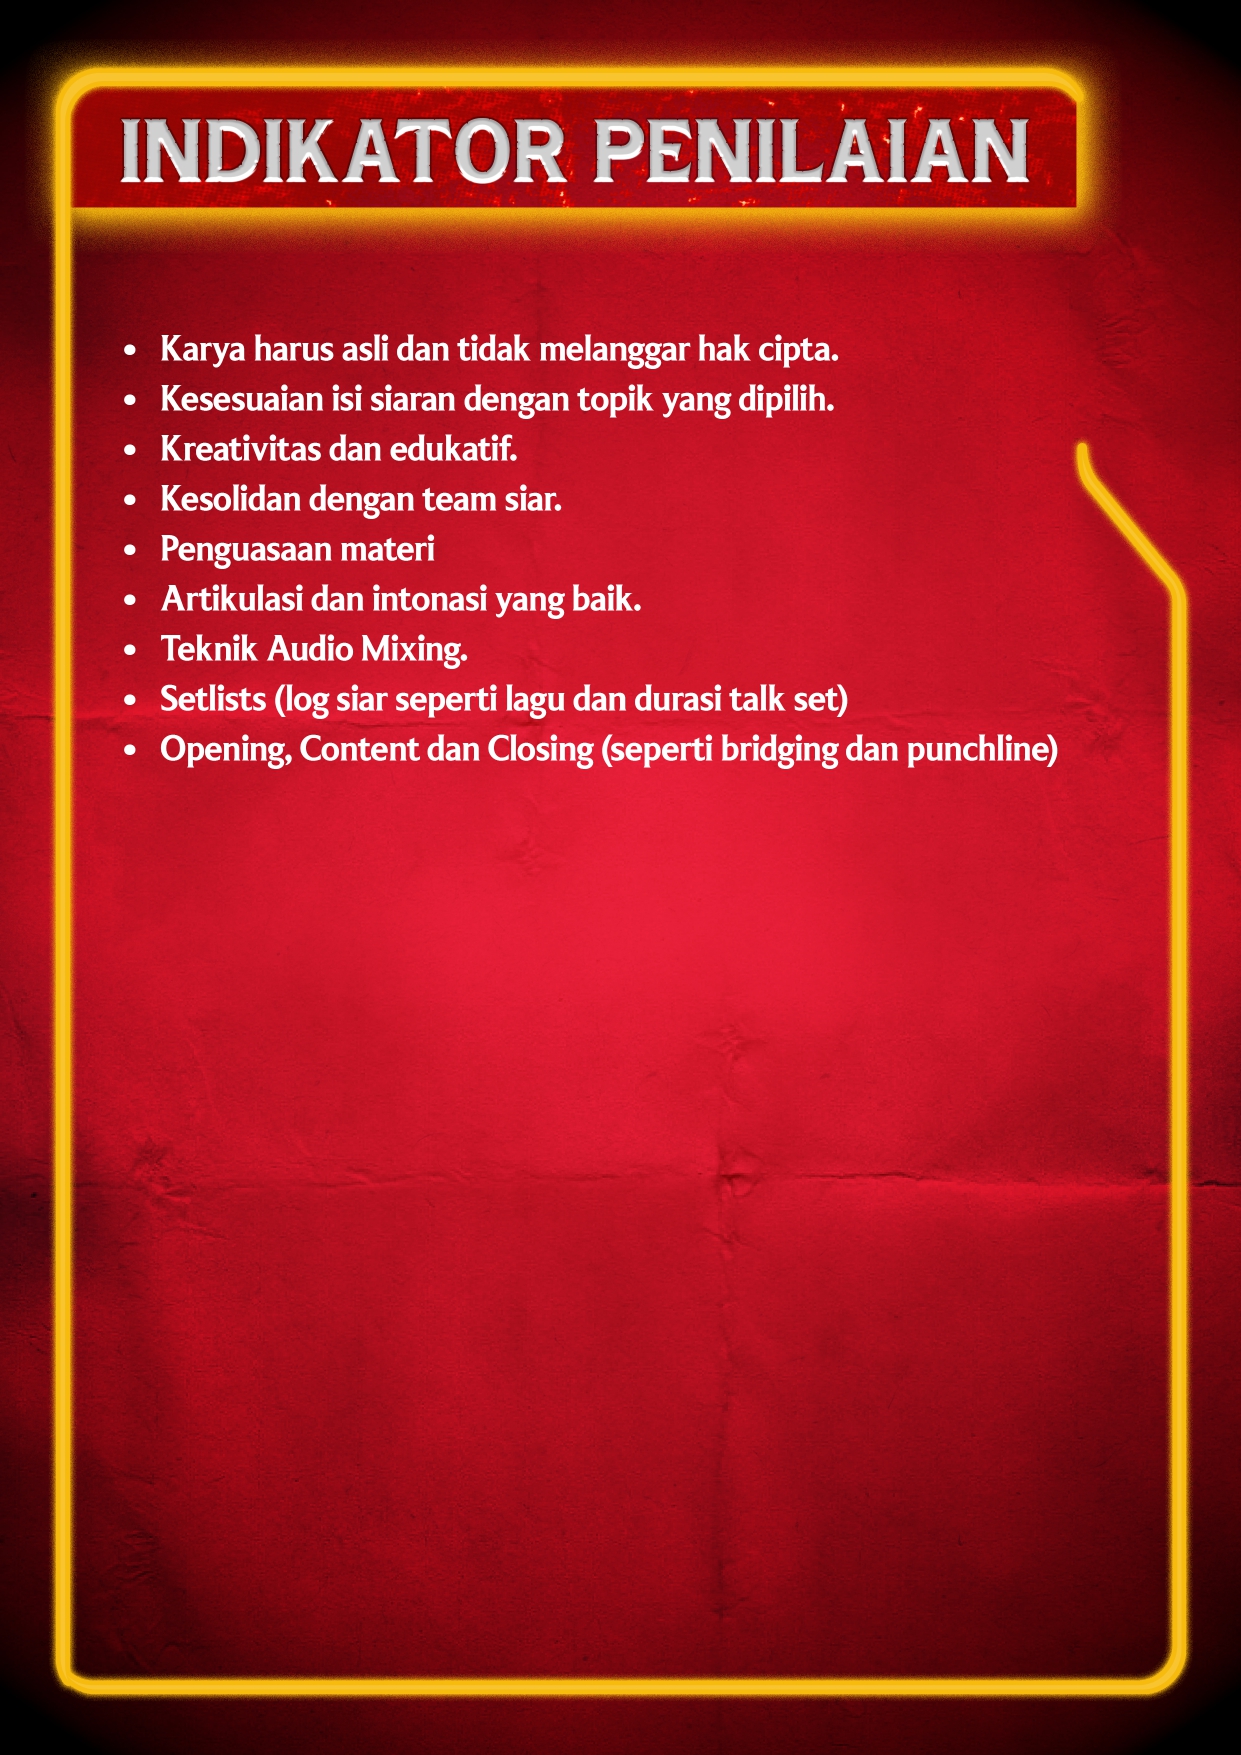 INDIKATOR PENILAIAN
• Karya harus asli dan tidak melanggar hak cipta.
• Kesesuaian isi siaran dengan topik yang dipilih.
• Kreativitas dan edukatif.
• Kesolidan dengan team siar.
• Penguasaan materi
• Artikulasi dan intonasi yang baik.
• Teknik Audio Mixing.
• Setlists (log siar seperti lagu dan durasi talk set)
• Opening, Content dan Closing (seperti bridging dan punchline)